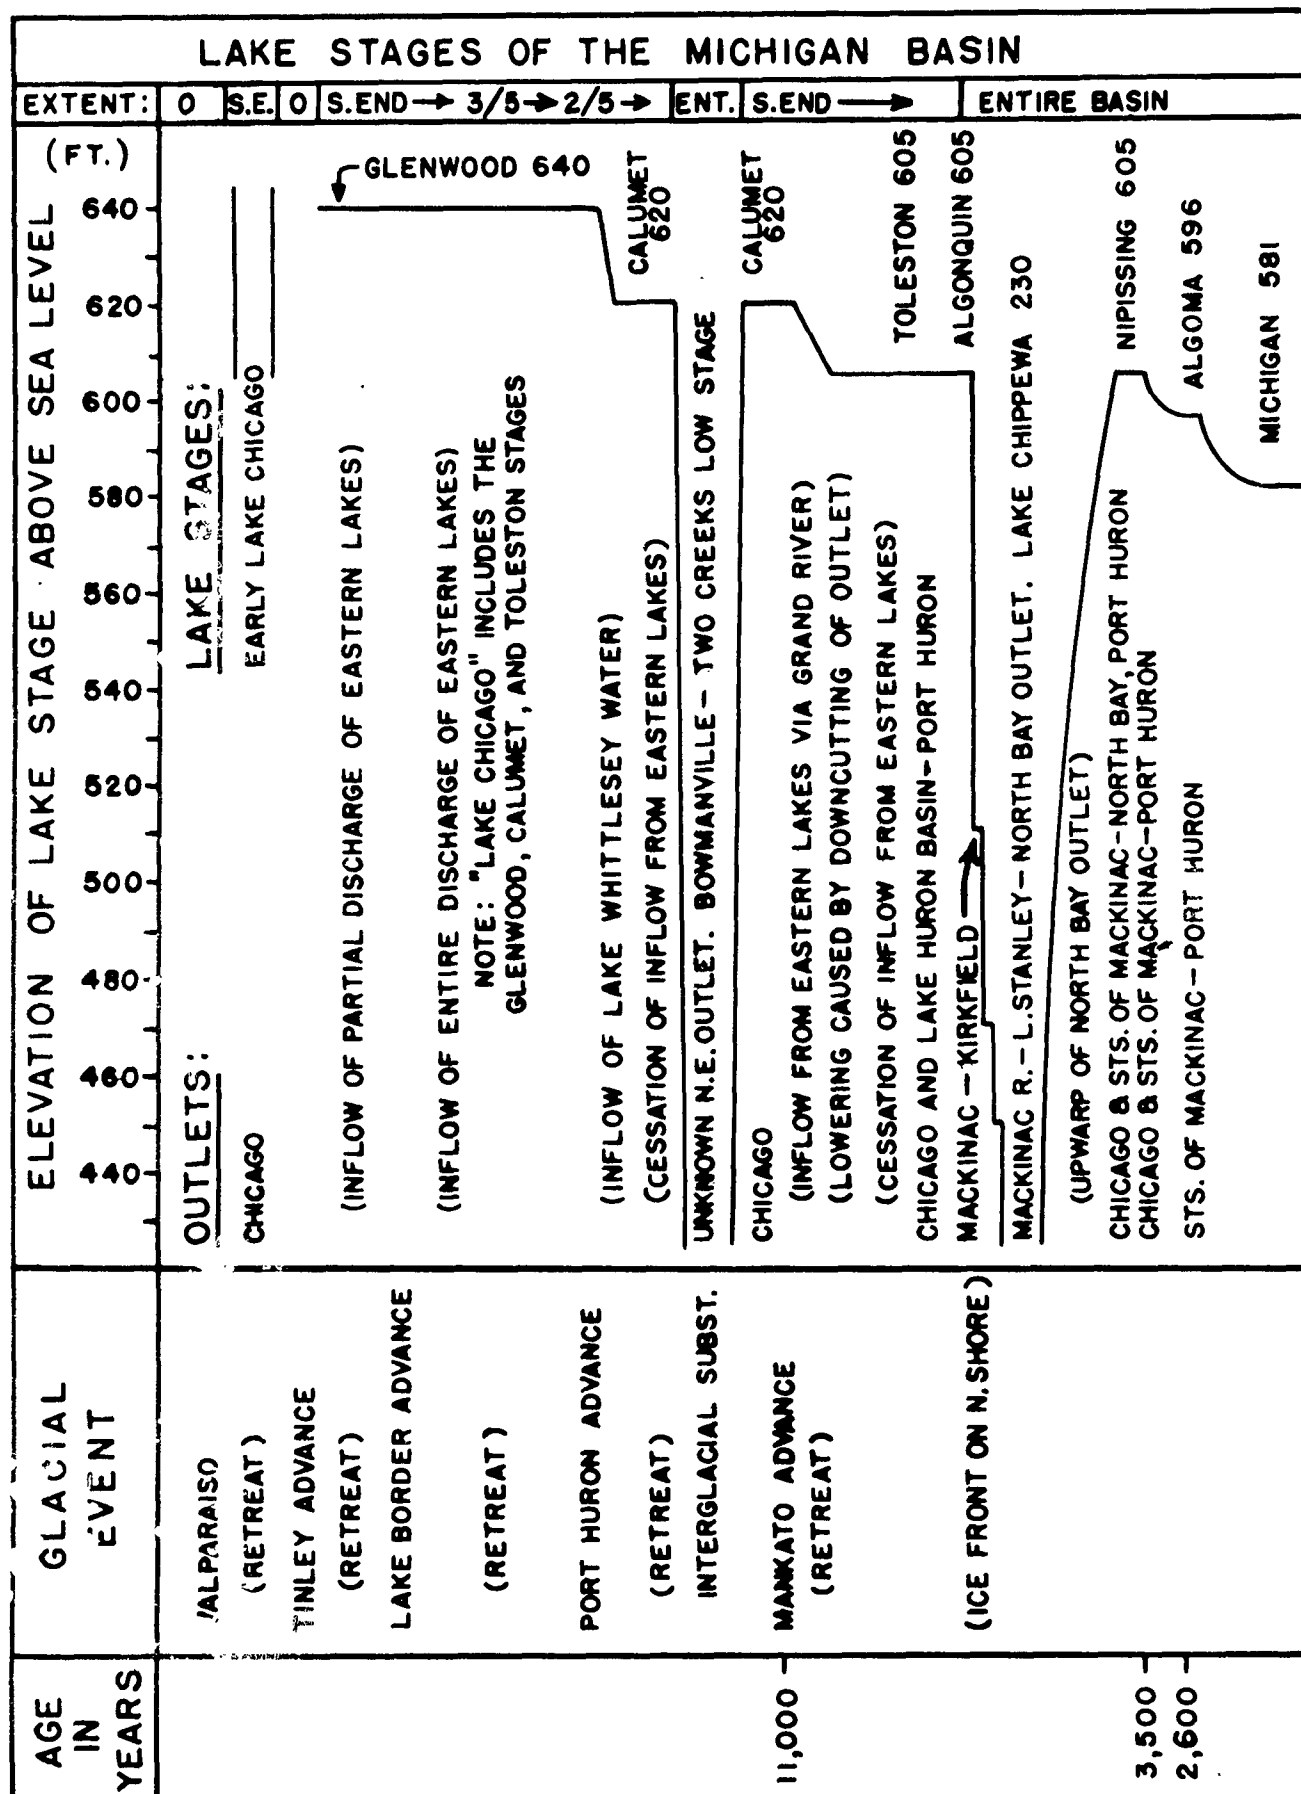 LAKE STAGES OF THE MICHIGAN BASIN
EXTENT: O S.E. O S.END → 3/5 → 2/5 → ENT. S.END → ENTIRE BASIN
ELEVATION OF LAKE STAGE ABOVE SEA LEVEL
(FT.)
640
620
600
580
560
540
520
500
480
460
440
LAKE STAGES:
EARLY LAKE CHICAGO
GLENWOOD 640
CALUMET
620
CALUMET
620
TOLESTON 605
ALGONQUIN 605
NIPISSING 605
ALGOMA 596
MICHIGAN 581
OUTLETS:
CHICAGO
(INFLOW OF PARTIAL DISCHARGE OF EASTERN LAKES)
(INFLOW OF ENTIRE DISCHARGE OF EASTERN LAKES)
NOTE: "LAKE CHICAGO" INCLUDES THE
GLENWOOD, CALUMET, AND TOLESTON STAGES
(INFLOW OF LAKE WHITTLESEY WATER)
(CESSATION OF INFLOW FROM EASTERN LAKES)
UNKNOWN N.E. OUTLET. BOWMANVILLE – TWO CREEKS LOW STAGE
CHICAGO
(INFLOW FROM EASTERN LAKES VIA GRAND RIVER)
(LOWERING CAUSED BY DOWNCUTTING OF OUTLET)
(CESSATION OF INFLOW FROM EASTERN LAKES)
CHICAGO AND LAKE HURON BASIN–PORT HURON
MACKINAC – KIRKFIELD →
MACKINAC R. – L. STANLEY – NORTH BAY OUTLET. LAKE CHIPPEWA 230
(UPWARP OF NORTH BAY OUTLET)
CHICAGO & STS. OF MACKINAC–NORTH BAY, PORT HURON
CHICAGO & STS. OF MACKINAC–PORT HURON
STS. OF MACKINAC – PORT HURON
GLACIAL
EVENT
VALPARAISO
(RETREAT)
TINLEY ADVANCE
(RETREAT)
LAKE BORDER ADVANCE
(RETREAT)
PORT HURON ADVANCE
(RETREAT)
INTERGLACIAL SUBST.
MANKATO ADVANCE
(RETREAT)
(ICE FRONT ON N. SHORE)
AGE
IN
YEARS
11,000
3,500
2,600